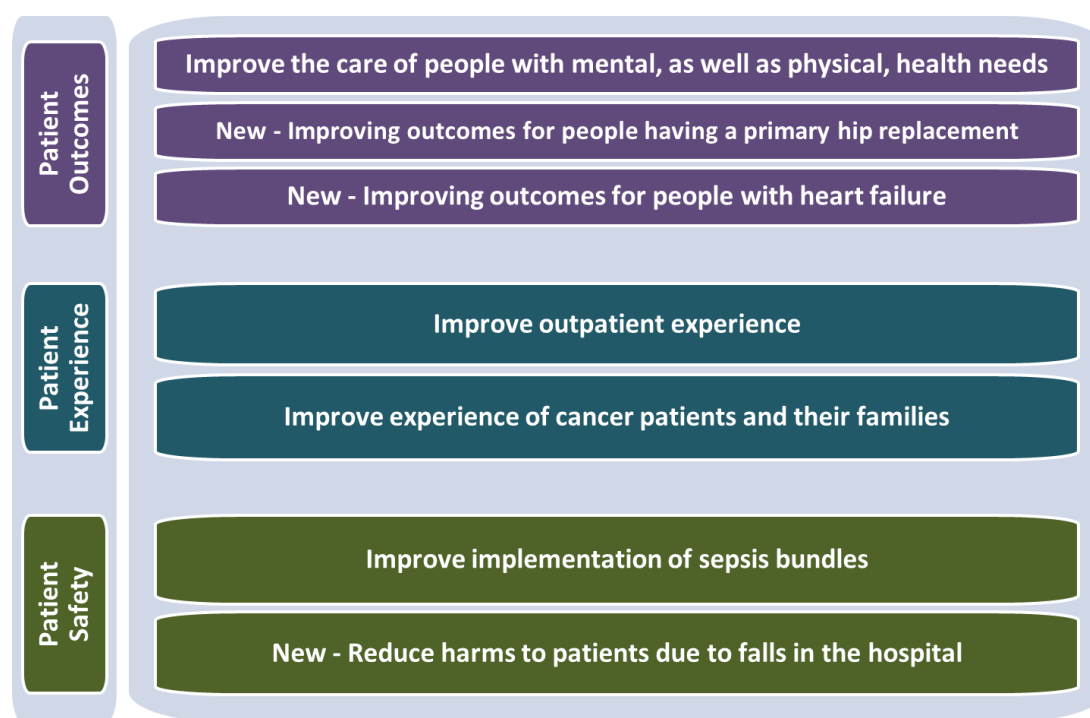 Patient
Outcomes
Improve the care of people with mental, as well as physical, health needs
New - Improving outcomes for people having a primary hip replacement
New - Improving outcomes for people with heart failure
Patient
Experience
Improve outpatient experience
Improve experience of cancer patients and their families
Patient
Safety
Improve implementation of sepsis bundles
New - Reduce harms to patients due to falls in the hospital